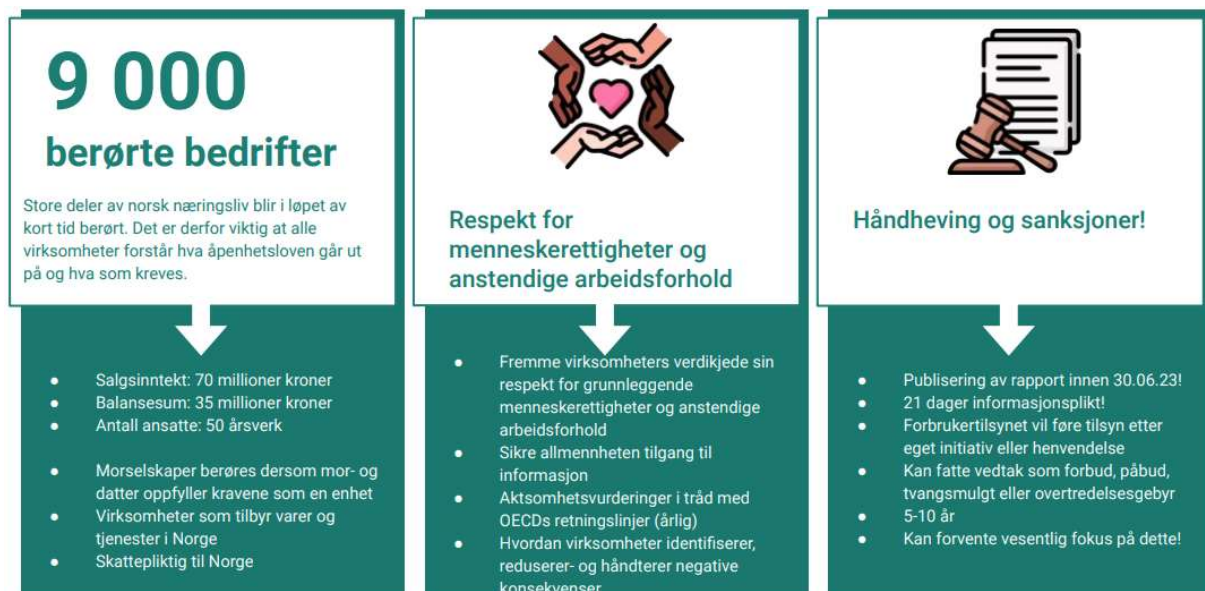 9 000
berørte bedrifter
Store deler av norsk næringsliv blir i løpet av
kort tid berørt. Det er derfor viktig at alle
virksomheter forstår hva åpenhetsloven går ut
på og hva som kreves.
● Salgsinntekt: 70 millioner kroner
● Balansesum: 35 millioner kroner
● Antall ansatte: 50 årsverk
● Morselskaper berøres dersom mor- og
datter oppfyller kravene som en enhet
● Virksomheter som tilbyr varer og
tjenester i Norge
● Skattepliktig til Norge
Respekt for
menneskerettigheter og
anstendige arbeidsforhold
● Fremme virksomheters verdikjede sin
respekt for grunnleggende
menneskerettigheter og anstendige
arbeidsforhold
● Sikre allmennheten tilgang til
informasjon
● Aktsomhetsvurderinger i tråd med
OECDs retningslinjer (årlig)
● Hvordan virksomheter identifiserer,
reduserer- og håndterer negative
konsekvenser
Håndheving og sanksjoner!
● Publisering av rapport innen 30.06.23!
● 21 dager informasjonsplikt!
● Forbrukertilsynet vil føre tilsyn etter
eget initiativ eller henvendelse
● Kan fatte vedtak som forbud, påbud,
tvangsmulgt eller overtredelsesgebyr
● 5-10 år
● Kan forvente vesentlig fokus på dette!